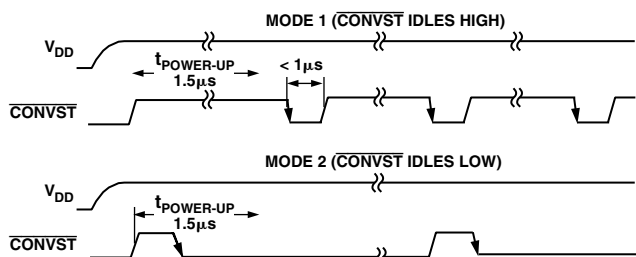 MODE 1 (CONVST IDLES HIGH)
VDD
tPOWER-UP
1.5μs
< 1μs
CONVST
MODE 2 (CONVST IDLES LOW)
VDD
tPOWER-UP
1.5μs
CONVST